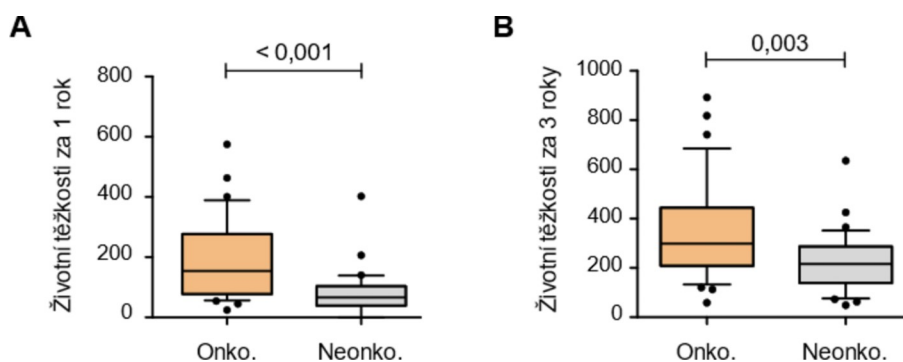 A
< 0,001
Životní těžkosti za 1 rok
800
600
400
200
0
Onko.
Neonko.
B
0,003
Životní těžkosti za 3 roky
1000
800
600
400
200
0
Onko.
Neonko.